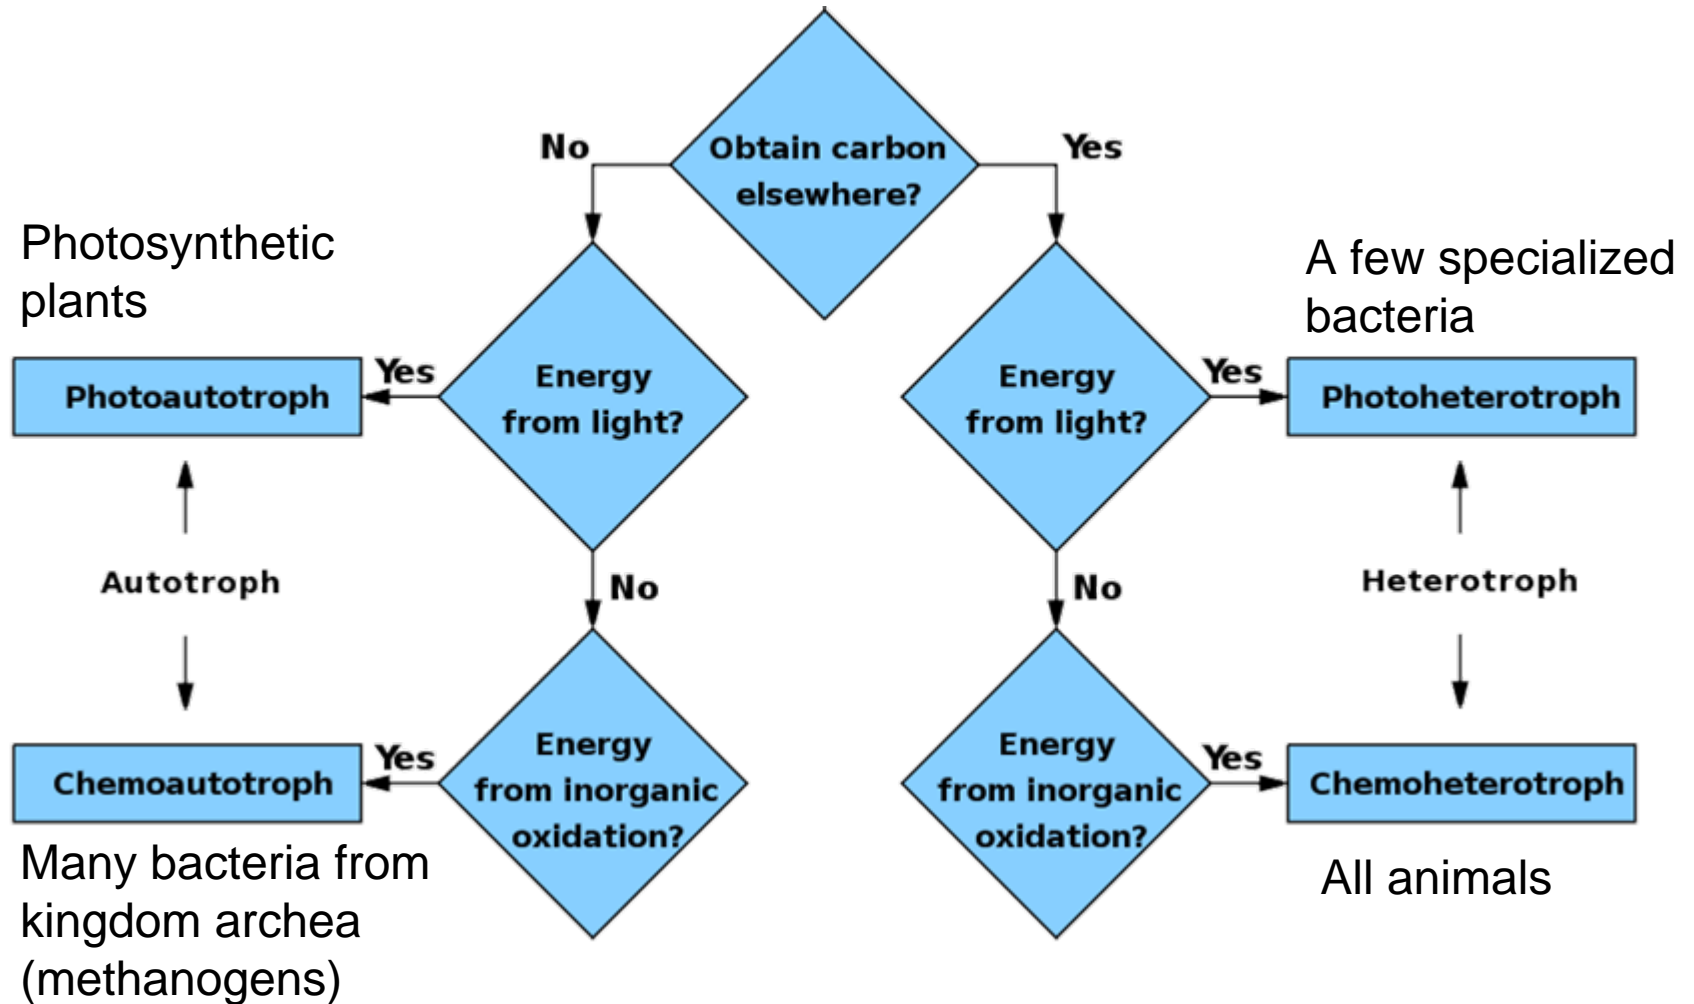 Obtain carbon
elsewhere?
No
Yes
Photosynthetic
plants
A few specialized
bacteria
Energy
from light?
Yes
Photoautotroph
Energy
from light?
Yes
Photoheterotroph
Autotroph
No
No
Heterotroph
Energy
from inorganic
oxidation?
Yes
Chemoautotroph
Energy
from inorganic
oxidation?
Yes
Chemoheterotroph
Many bacteria from
kingdom archea
(methanogens)
All animals